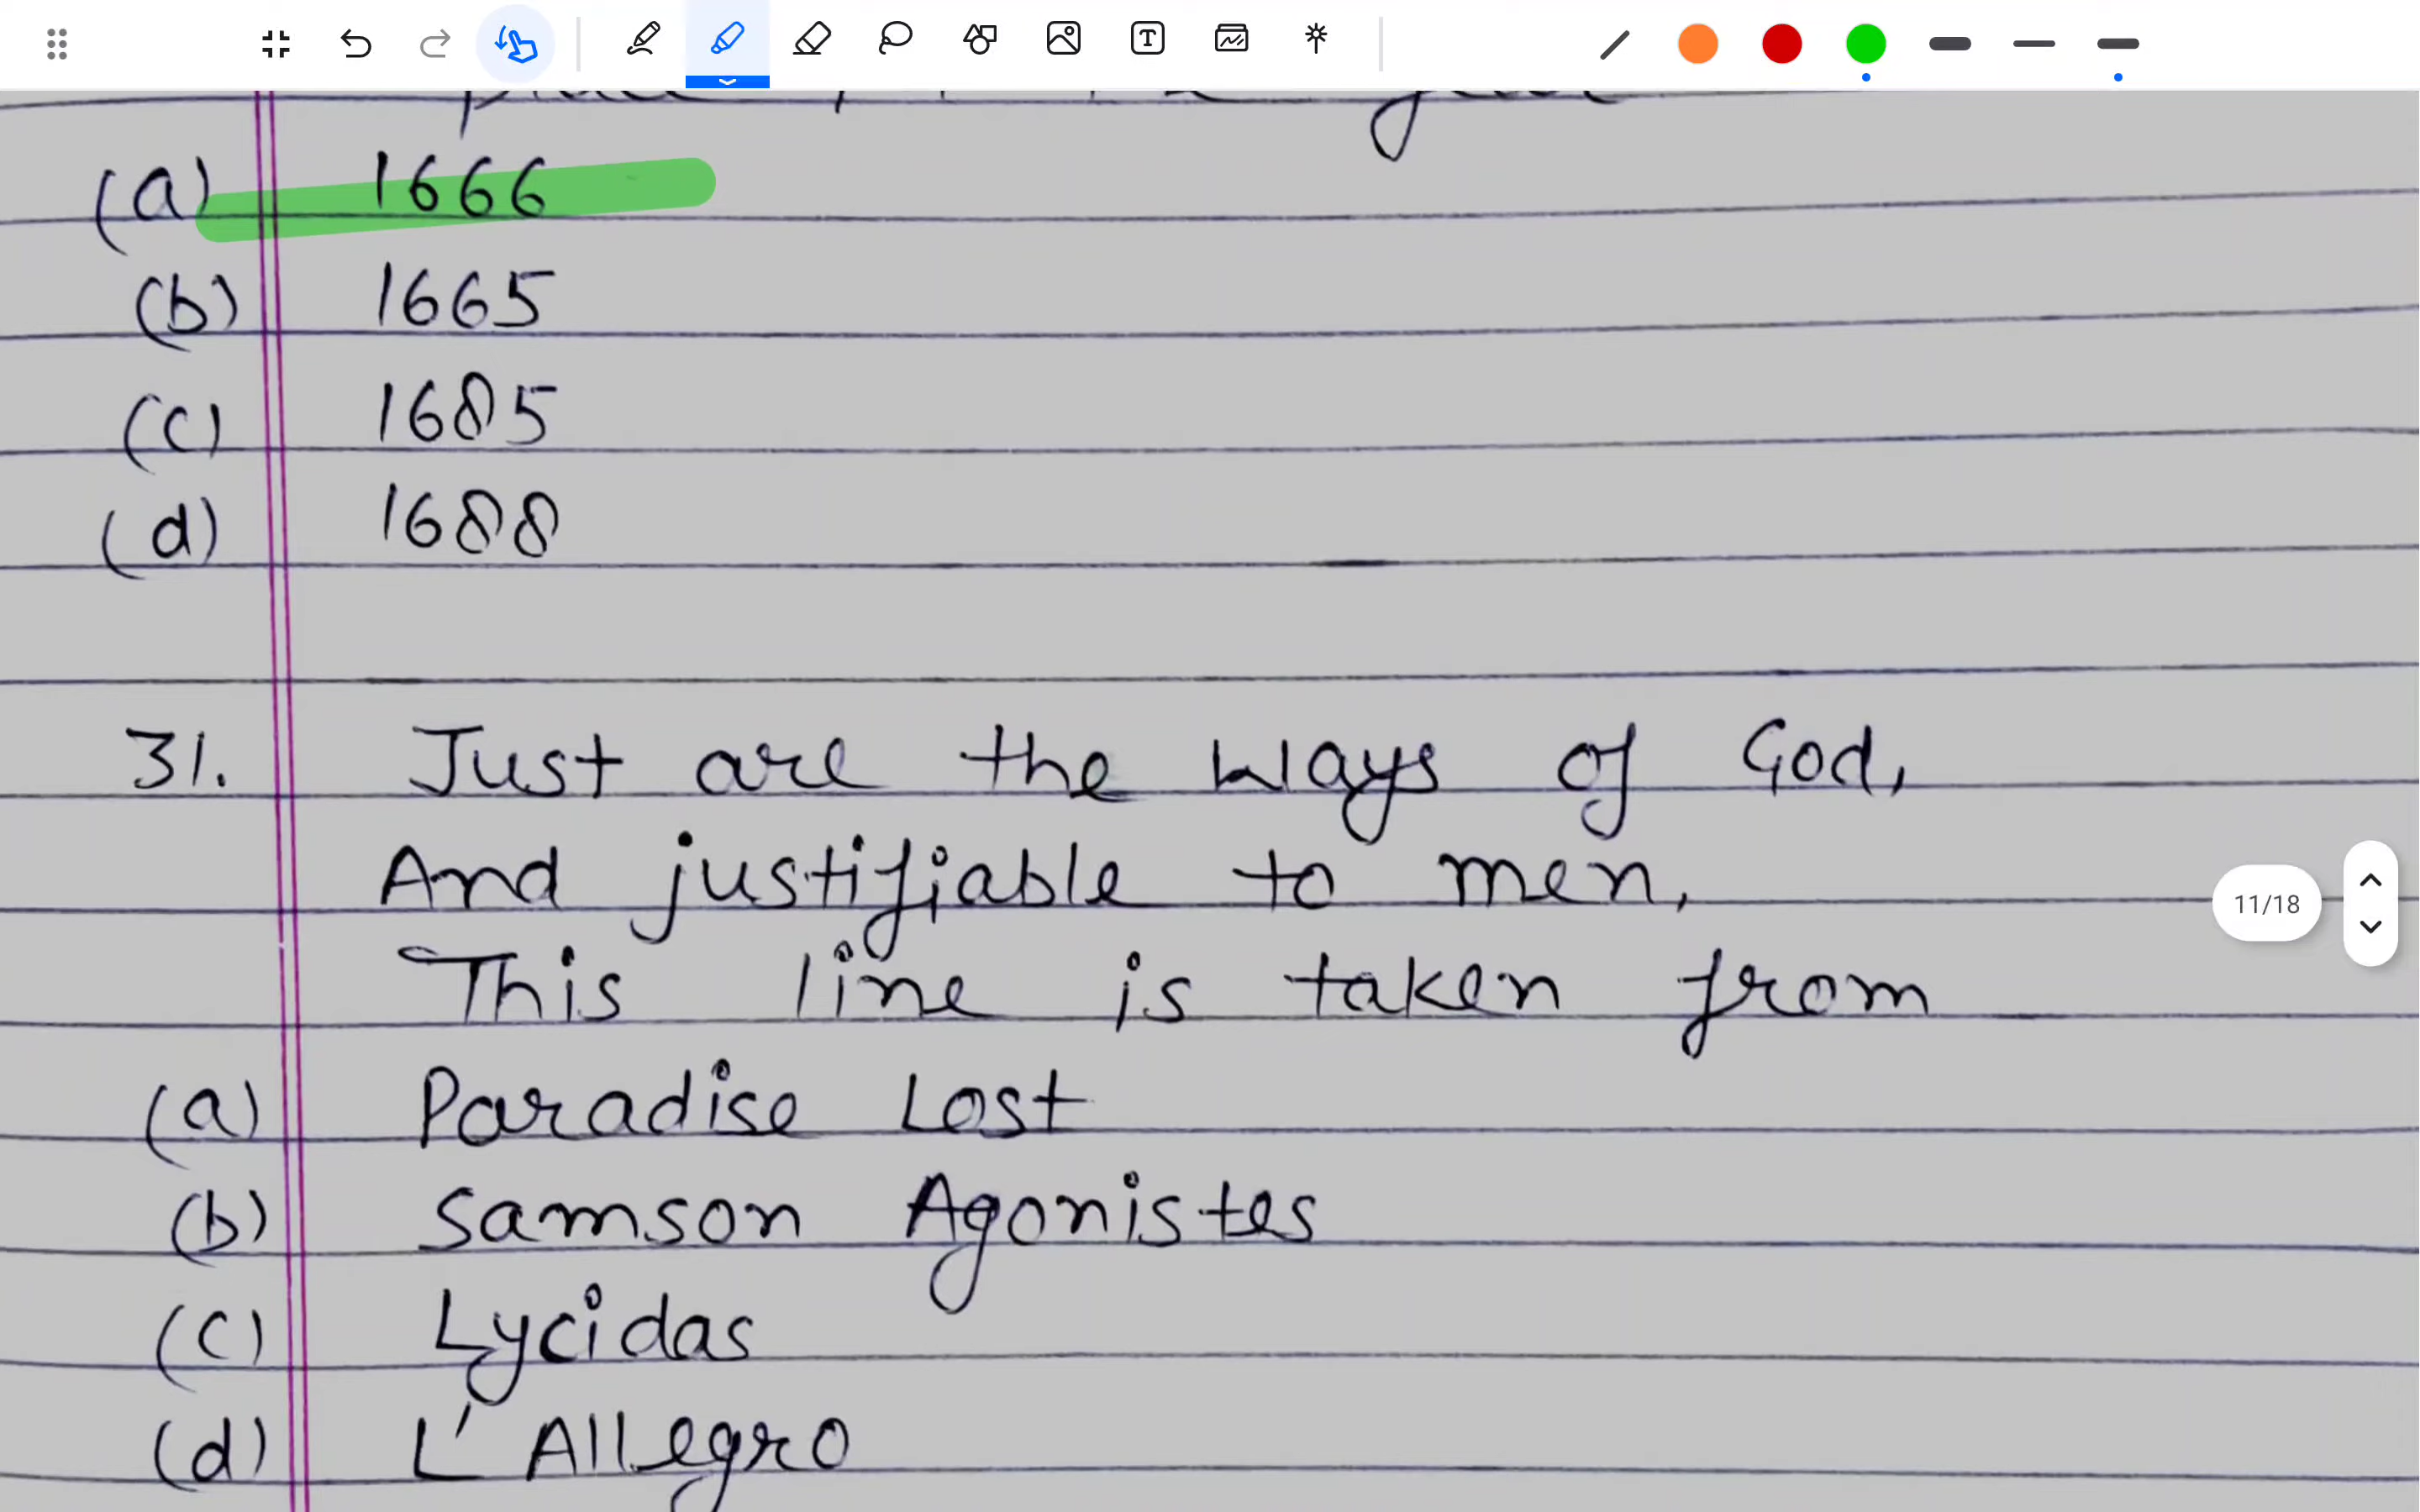 (a) 1666
(b) 1665
(c) 1685
(d) 1688
31. Just are the ways of God,
And justifiable to men,
This line is taken from
11/18
(a) Paradise Lost
(b) Samson Agonistes
(c) Lycidas
(d) L' Allegro